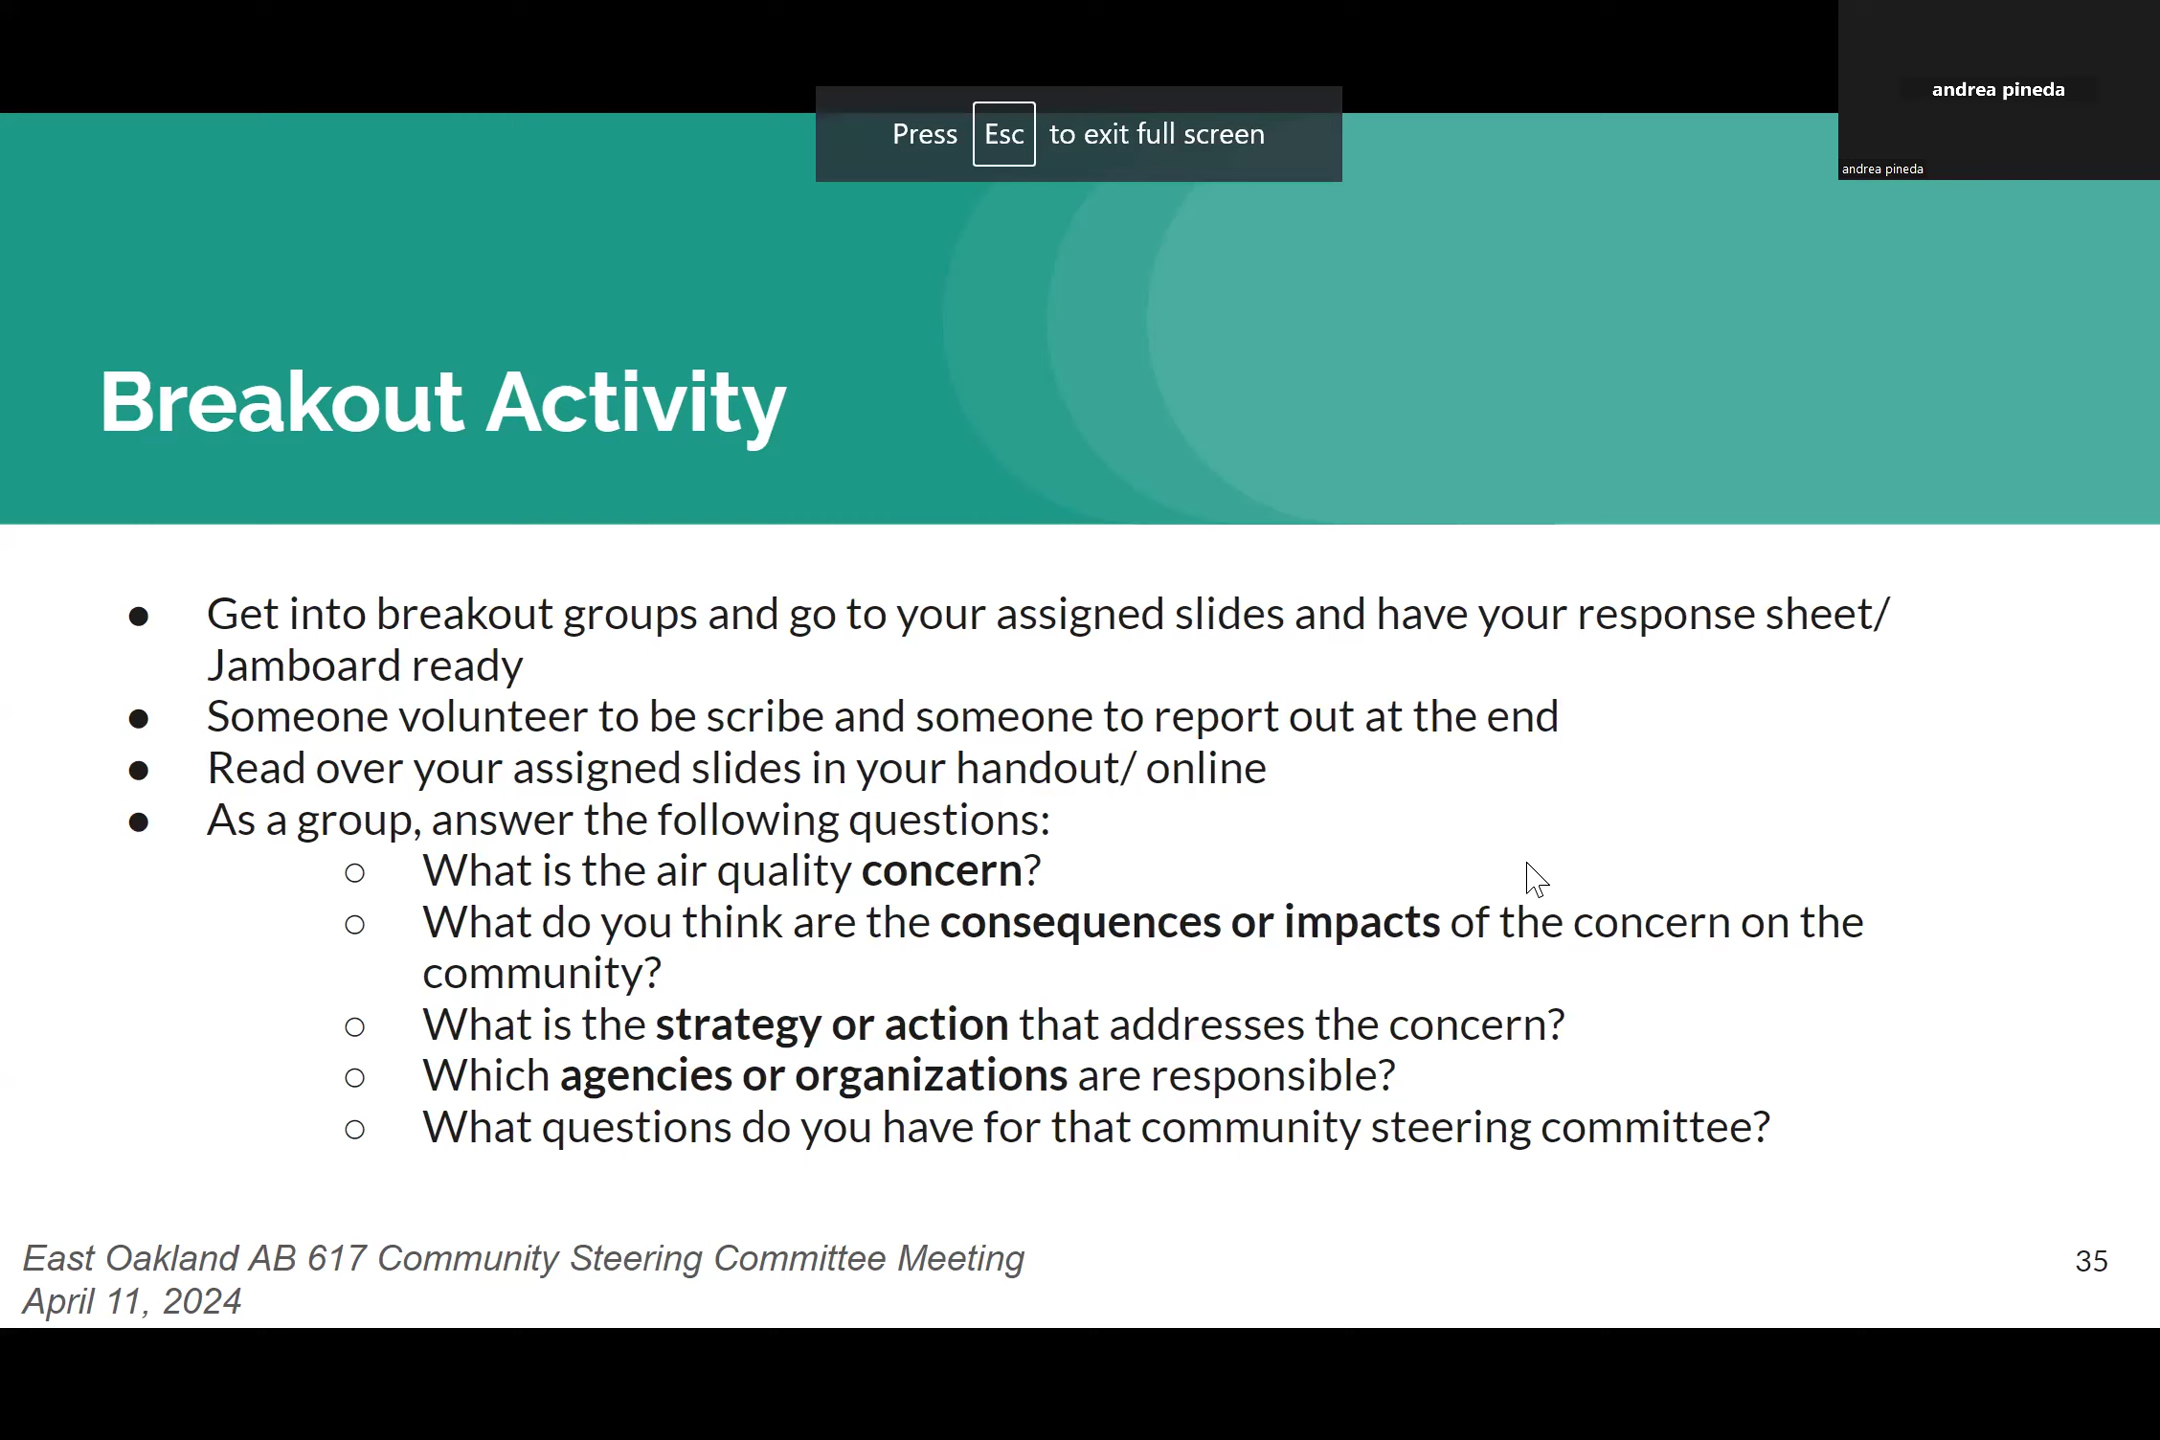 andrea pineda
andrea pineda
Press Esc to exit full screen
Breakout Activity
● Get into breakout groups and go to your assigned slides and have your response sheet/
Jamboard ready
● Someone volunteer to be scribe and someone to report out at the end
● Read over your assigned slides in your handout/ online
● As a group, answer the following questions:
○ What is the air quality concern?
○ What do you think are the consequences or impacts of the concern on the
community?
○ What is the strategy or action that addresses the concern?
○ Which agencies or organizations are responsible?
○ What questions do you have for that community steering committee?
East Oakland AB 617 Community Steering Committee Meeting
April 11, 2024
35